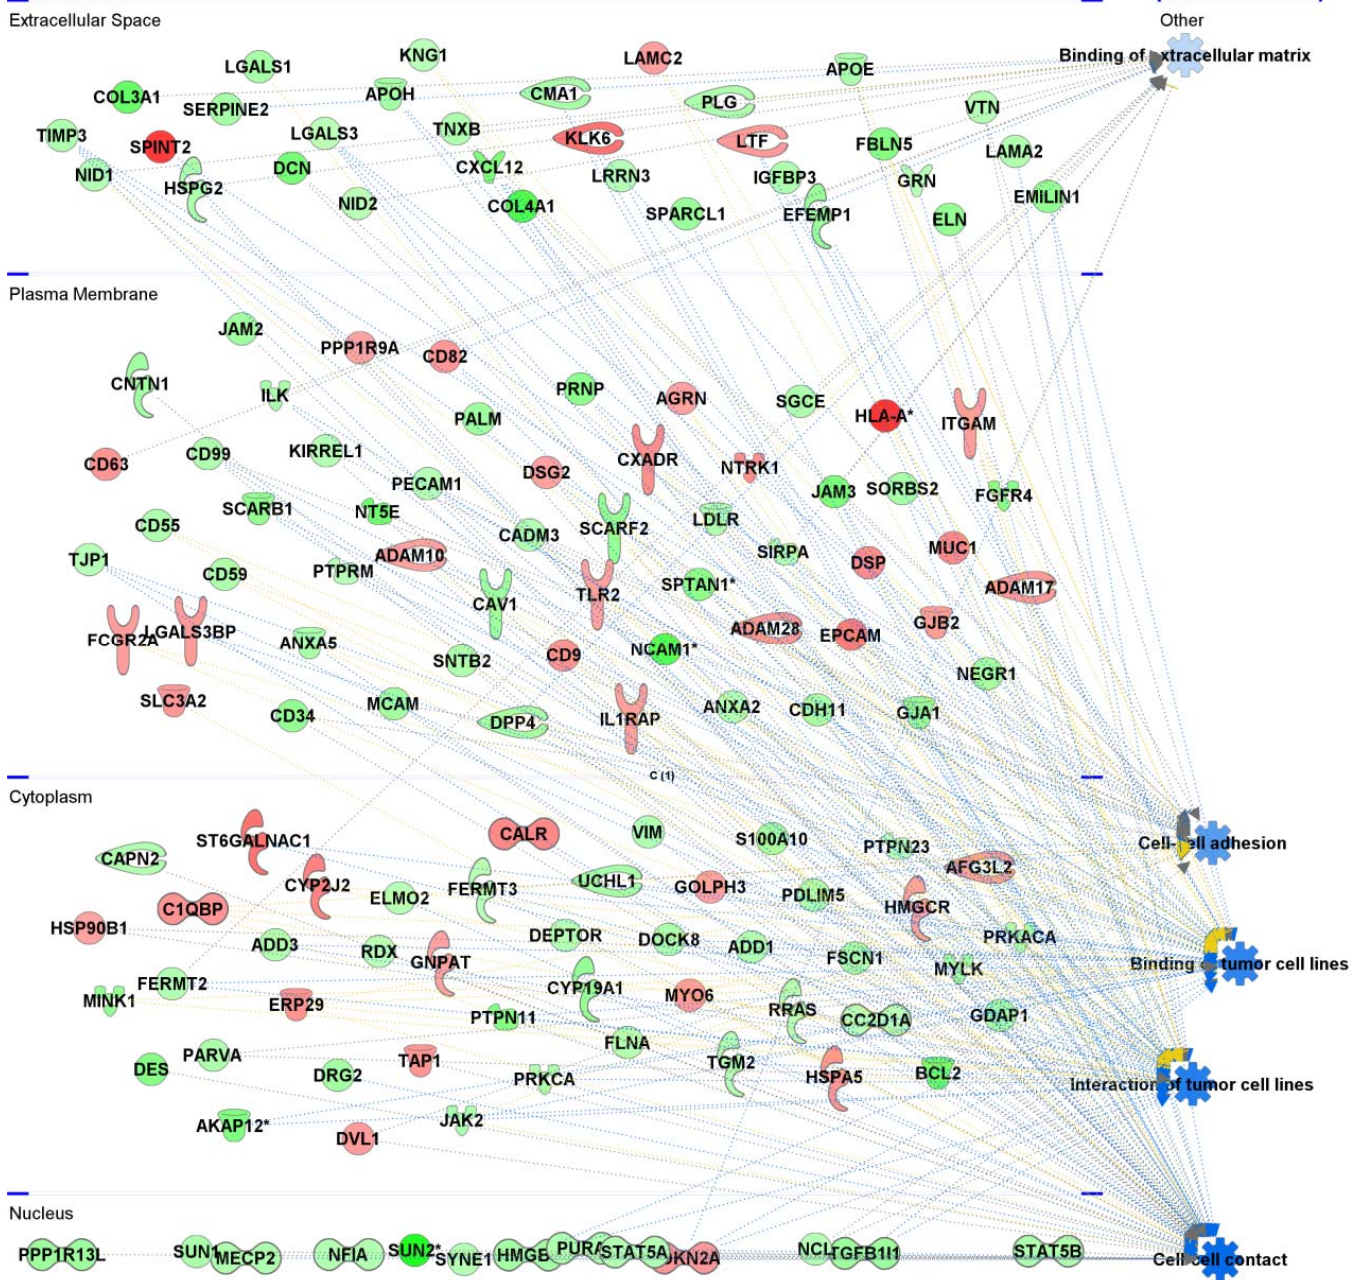 Extracellular Space
Other
KNG1
LAMC2
Binding of extracellular matrix
LGALS1
APOE
COL3A1
SERPINE2
APOH
CMA1
PLG
VTN
TIMP3
SPINT2
LGALS3
TNXB
KLK6
LTF
FBLN5
LAMA2
NID1
HSPG2
DCN
CXCL12
LRRN3
IGFBP3
GRN
EMILIN1
NID2
COL4A1
SPARCL1
EFEMP1
ELN
Plasma Membrane
JAM2
PPP1R9A
CD82
CNTN1
ILK
PRNP
AGRN
SGCE
HLA-A*
ITGAM
PALM
CD63
CD99
KIRREL1
DSG2
CXADR
NTRK1
PECAM1
JAM3
SORBS2
FGFR4
SCARB1
NT5E
CD55
CADM3
SCARF2
LDLR
TJP1
CD59
PTPRM
ADAM10
SIRPA
DSP
MUC1
CAV1
TLR2
SPTAN1*
ADAM17
FCGR2A
LGALS3BP
ANXA5
ADAM28
EPCAM
GJB2
SNTB2
CD9
NCAM1*
NEGR1
SLC3A2
CD34
MCAM
DPP4
IL1RAP
ANXA2
CDH11
GJA1
C (1)
Cytoplasm
ST6GALNAC1
CALR
VIM
S100A10
PTPN23
Cell-cell adhesion
CAPN2
CYP2J2
AFG3L2
C1QBP
ELMO2
FERMT3
UCHL1
GOLPH3
PDLIM5
HMGCR
HSP90B1
ADD3
RDX
GNPAT
DEPTOR
DOCK8
ADD1
FSCN1
PRKACA
MYLK
Binding of tumor cell lines
FERMT2
MINK1
ERP29
CYP19A1
MYO6
RRAS
PTPN11
CC2D1A
GDAP1
DES
PARVA
DRG2
TAP1
FLNA
PRKCA
TGM2
HSPA5
BCL2
Interaction of tumor cell lines
AKAP12*
DVL1
JAK2
Nucleus
PPP1R13L
SUN1
MECP2
NFIA
SUN2*
SYNE1
HMGB
PURA
STAT5A
NCL
TGFB1I1
STAT5B
Cell-cell contact